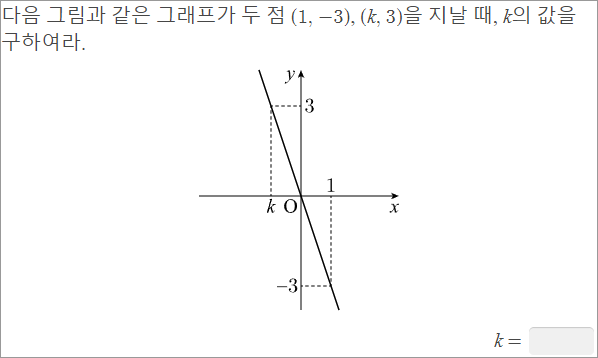 다음 그림과 같은 그래프가 두 점 (1, −3), (k, 3)을 지날 때, k의 값을
구하여라.
y
3
1
k O x
−3
k =